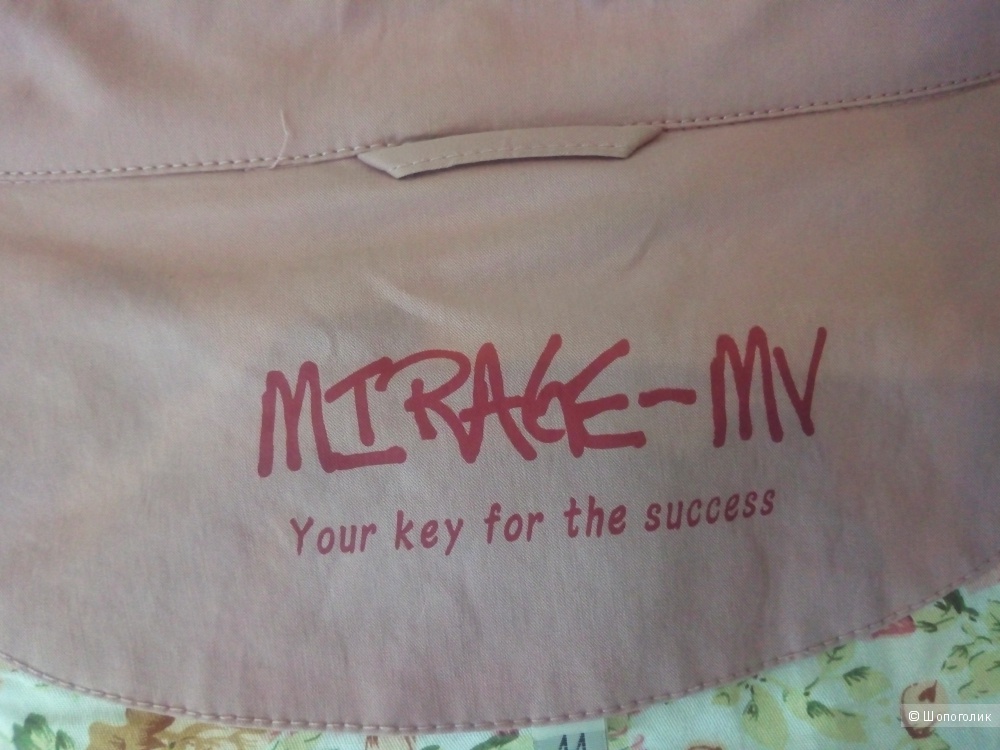 MIRAGE-MV
Your key for the success
44
© Шопоголик